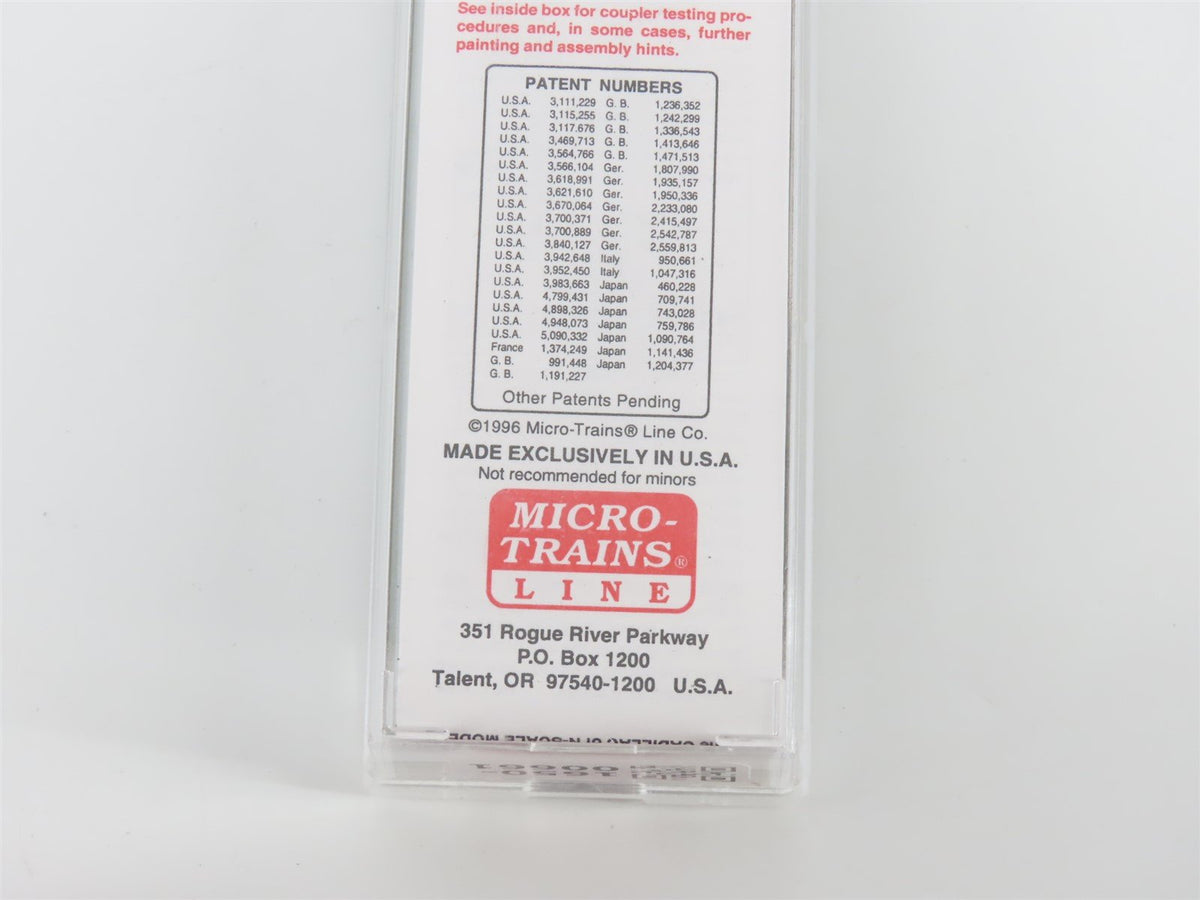 See inside box for coupler testing pro-
cedures and, in some cases, further
painting and assembly hints.
PATENT NUMBERS
U.S.A. 3,111,229 G. B. 1,236,352
U.S.A. 3,115,255 G. B. 1,242,299
U.S.A. 3,117.676 G. B. 1,336,543
U.S.A. 3,469,713 G. B. 1,413,646
U.S.A. 3,564,766 G. B. 1,471,513
U.S.A. 3,566,104 Ger. 1,807,990
U.S.A. 3,618,991 Ger. 1,935,157
U.S.A. 3,621,610 Ger. 1,950,336
U.S.A. 3,670,064 Ger. 2,233,080
U.S.A. 3,700,371 Ger. 2,415,497
U.S.A. 3,700,889 Ger. 2,542,787
U.S.A. 3,840,127 Ger. 2,559,813
U.S.A. 3,942,648 Italy 950,661
U.S.A. 3,952,450 Italy 1,047,316
U.S.A. 3,983,663 Japan 460,228
U.S.A. 4,799,431 Japan 709,741
U.S.A. 4,898,326 Japan 743,028
U.S.A. 4,948,073 Japan 759,786
U.S.A. 5,090,332 Japan 1,090,764
France 1,374,249 Japan 1,141,436
G. B. 991,448 Japan 1,204,377
G. B. 1,191,227
Other Patents Pending
©1996 Micro-Trains® Line Co.
MADE EXCLUSIVELY IN U.S.A.
Not recommended for minors
MICRO-
TRAINS®
LINE
351 Rogue River Parkway
P.O. Box 1200
Talent, OR 97540-1200 U.S.A.